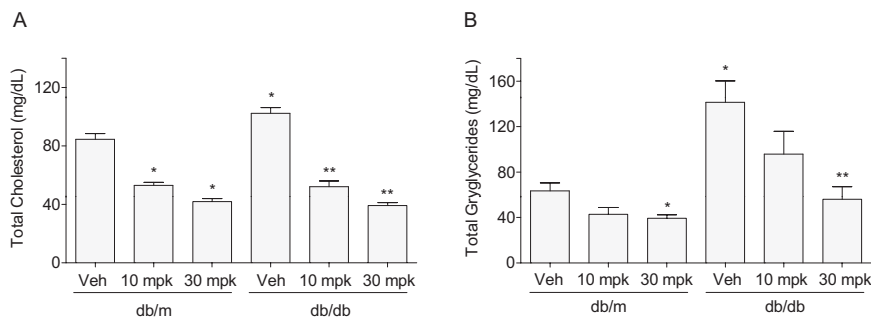 A
Total Cholesterol (mg/dL)
120
80
40
0
*
*
*
**
**
Veh 10 mpk 30 mpk Veh 10 mpk 30 mpk
db/m db/db
B
Total Gryglycerides (mg/dL)
160
120
80
40
0
*
*
**
Veh 10 mpk 30 mpk Veh 10 mpk 30 mpk
db/m db/db